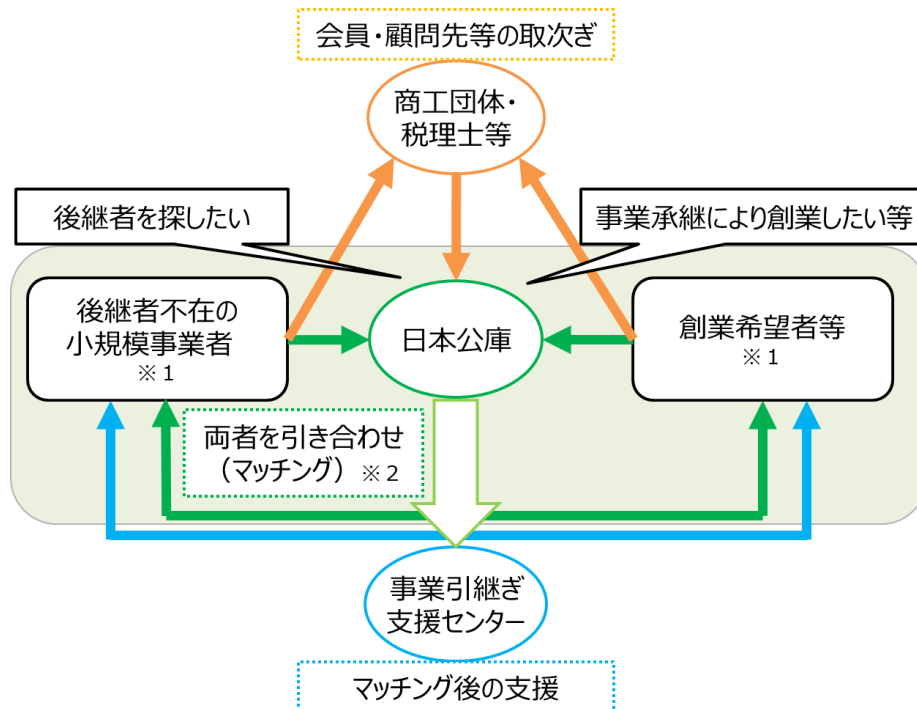 会員・顧問先等の取次ぎ
商工団体・
税理士等
後継者を探したい
事業承継により創業したい等
後継者不在の
小規模事業者
※１
日本公庫
創業希望者等
※１
両者を引き合わせ
（マッチング） ※２
事業引継ぎ
支援センター
マッチング後の支援